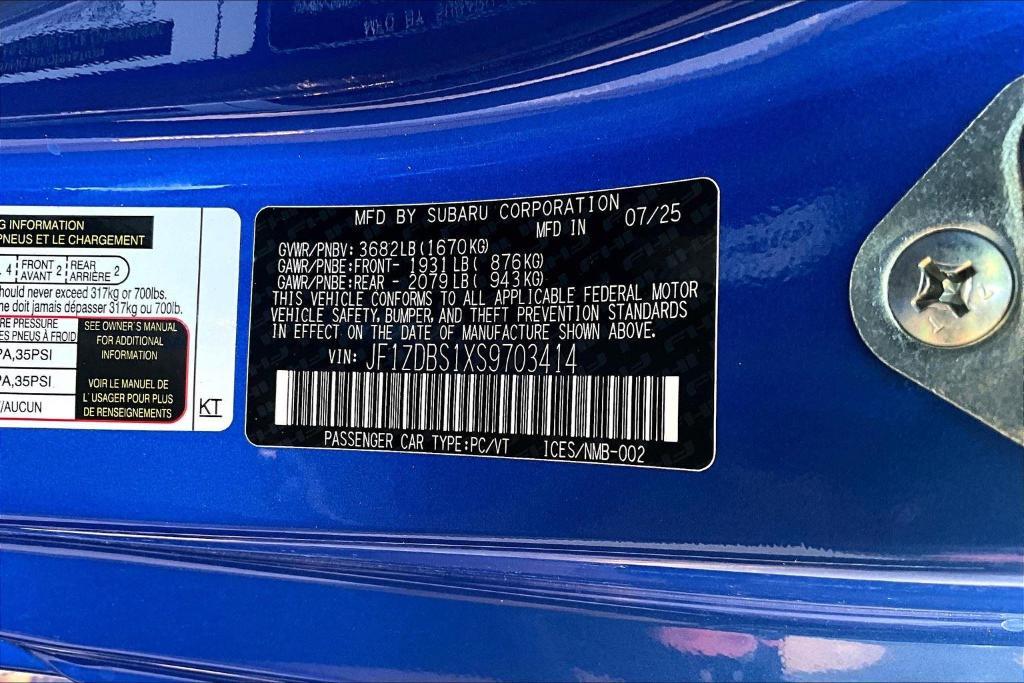 G INFORMATION
PNEUS ET LE CHARGEMENT
4 FRONT 2 REAR 2
AVANT ARRIÈRE
hould never exceed 317kg or 700lbs.
ne doit jamais dépasser 317kg ou 700lb.
RE PRESSURE
ES PNEUS À FROID
PA,35PSI
PA,35PSI
/AUCUN
SEE OWNER'S MANUAL
FOR ADDITIONAL
INFORMATION
VOIR LE MANUEL DE
L'USAGER POUR PLUS
DE RENSEIGNEMENTS
KT
MFD BY SUBARU CORPORATION
MFD IN 07/25
GVWR/PNBV: 3682LB(1670KG)
GAWR/PNBE:FRONT- 1931LB( 876KG)
GAWR/PNBE:REAR - 2079LB( 943KG)
THIS VEHICLE CONFORMS TO ALL APPLICABLE FEDERAL MOTOR
VEHICLE SAFETY, BUMPER, AND THEFT PREVENTION STANDARDS
IN EFFECT ON THE DATE OF MANUFACTURE SHOWN ABOVE.
VIN: JF1ZDBS1XS9703414
PASSENGER CAR TYPE:PC/VT ICES/NMB-002